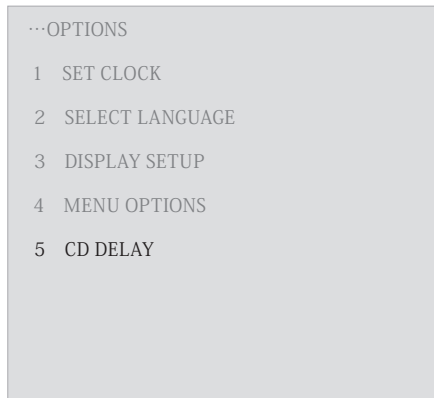 …OPTIONS
1 SET CLOCK
2 SELECT LANGUAGE
3 DISPLAY SETUP
4 MENU OPTIONS
5 CD DELAY